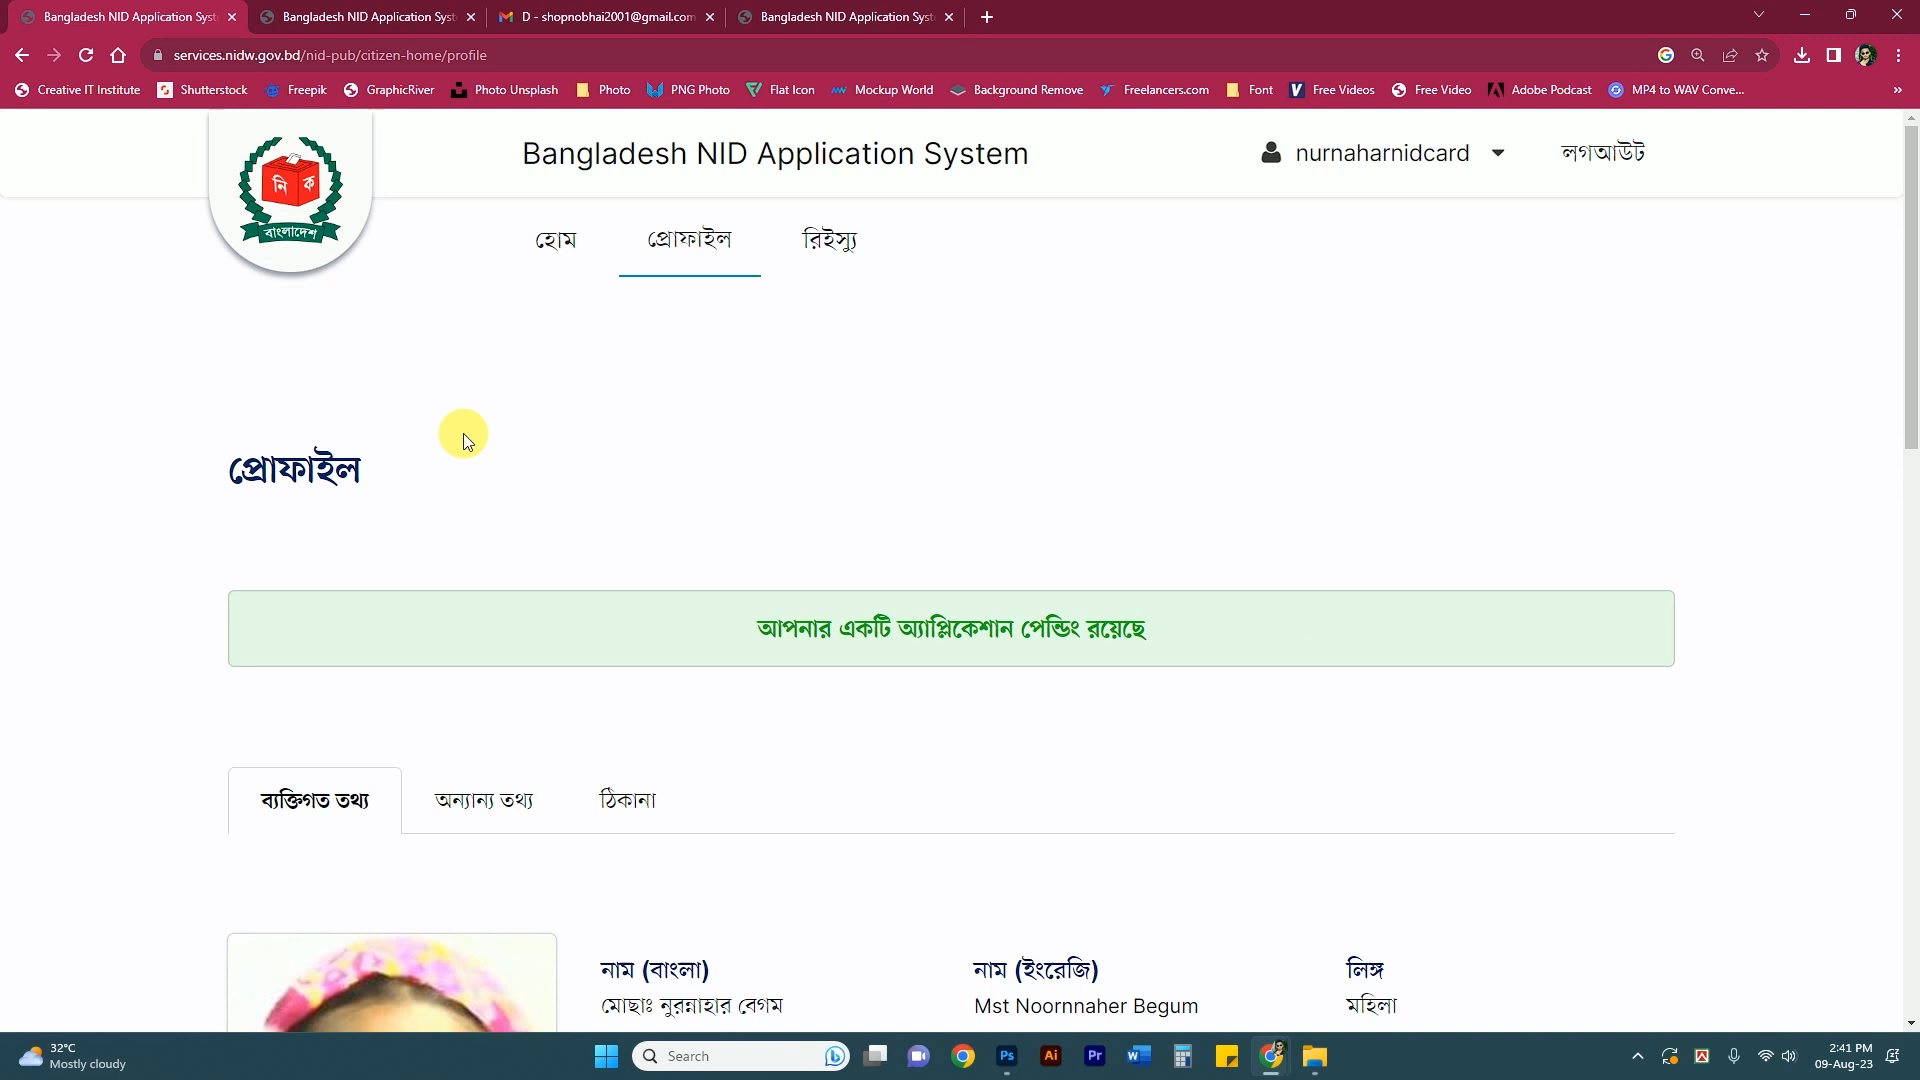 Bangladesh NID Application Syst
Bangladesh NID Application Syst
D - shopnobhai2001@gmail.com
Bangladesh NID Application Syst
services.nidw.gov.bd/nid-pub/citizen-home/profile
Creative IT Institute Shutterstock Freepik GraphicRiver Photo Unsplash Photo PNG Photo Flat Icon Mockup World Background Remove Freelancers.com Font Free Videos Free Video Adobe Podcast MP4 to WAV Conve... »
নি ক
বাংলাদেশ
Bangladesh NID Application System
nurnaharnidcard
লগআউট
হোম প্রোফাইল রিইস্যু
প্রোফাইল
আপনার একটি অ্যাপ্লিকেশান পেন্ডিং রয়েছে
ব্যক্তিগত তথ্য অন্যান্য তথ্য ঠিকানা
নাম (বাংলা) নাম (ইংরেজি) লিঙ্গ
মোছাঃ নুরন্নাহার বেগম Mst Noornnaher Begum মহিলা
32°C
Mostly cloudy
Search
Ps Ai Pr W
2:41 PM
09-Aug-23